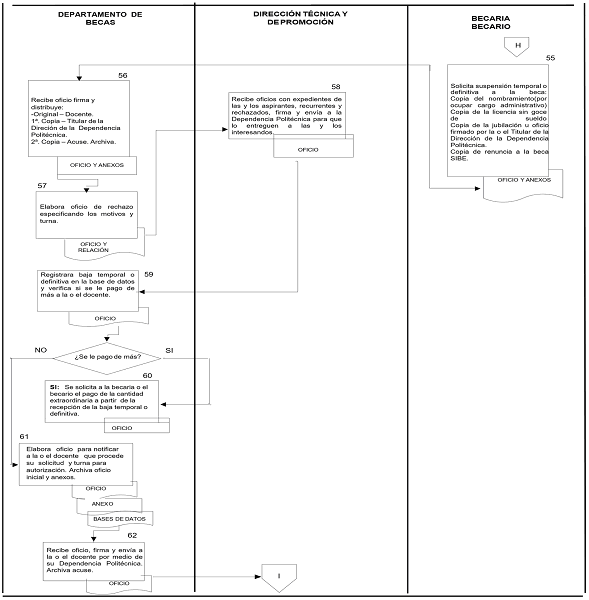 DEPARTAMENTO DE
BECAS
DIRECCIÓN TÉCNICA Y
DE PROMOCIÓN
BECARIA
BECARIO
H
55
Solicita suspensión temporal o
definitiva a la beca:
Copia del nombramiento(por
ocupar cargo administrativo)
Copia de la licencia sin goce
de sueldo
Copia de la jubilación u oficio
firmado por la o el Titular de la
Dirección de la Dependencia
Politécnica.
Copia de renuncia a la beca
SIBE.
OFICIO Y ANEXOS
56
Recibe oficio firma y
distribuye:
-Original – Docente.
1ª. Copia – Titular de la
Direción de la Dependencia
Politécnica.
2ª. Copia – Acuse. Archiva.
OFICIO Y ANEXOS
57
Elabora oficio de rechazo
especificando los motivos y
turna.
OFICIO Y
RELACIÓN
58
Recibe oficios con expedientes de
las y los aspirantes, recurrentes y
rechazados, firma y envía a la
Dependencia Politécnica para que
lo entreguen a las y los
interesandos.
OFICIO
59
Registrara baja temporal o
definitiva en la base de datos
y verifica si se le pago de
más a la o el docente.
OFICIO
¿Se le pago de más?
NO
SI
60
SI: Se solicita a la becaria o el
becario el pago de la cantidad
extraordinaria a partir de la
recepción de la baja temporal o
definitiva.
OFICIO
61
Elabora oficio para notificar
a la o el docente que procede
su solicitud y turna para
autorización. Archiva oficio
inicial y anexos.
OFICIO
ANEXO
BASES DE DATOS
62
Recibe oficio, firma y envía a
la o el docente por medio de
su Dependencia Politécnica.
Archiva acuse.
OFICIO
I